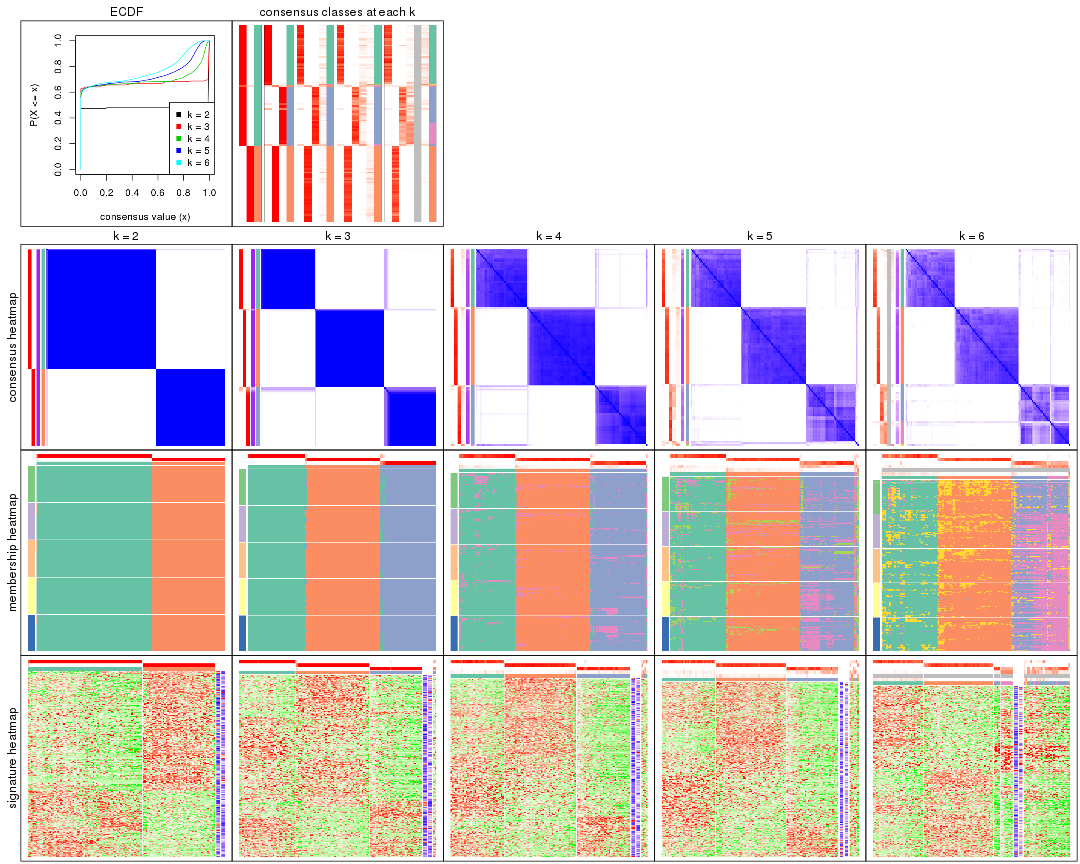 ECDF
consensus classes at each k
P(X <= x)
1.0
0.8
0.6
0.4
0.2
0.0
k = 2
k = 3
k = 4
k = 5
k = 6
0.0 0.2 0.4 0.6 0.8 1.0
consensus value (x)
k = 2
k = 3
k = 4
k = 5
k = 6
consensus heatmap
membership heatmap
signature heatmap